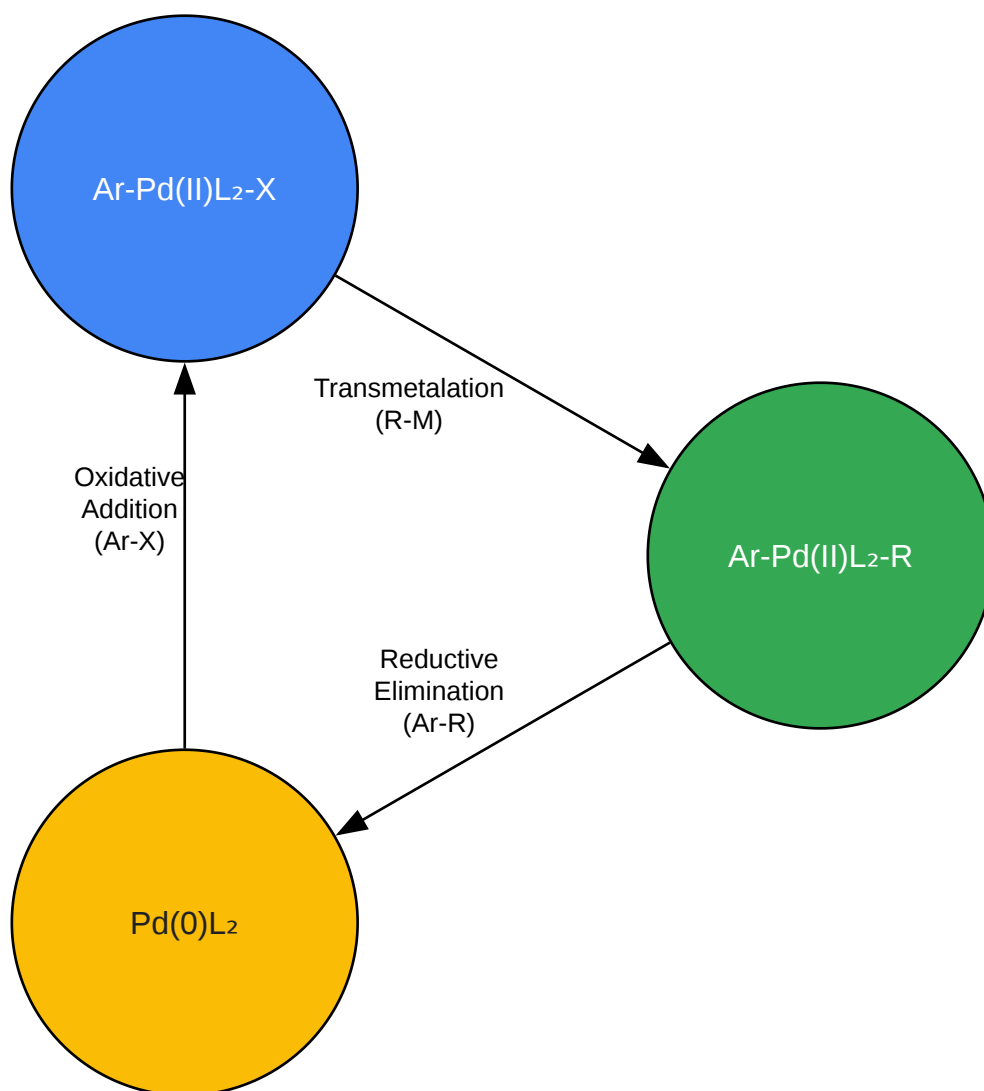 Ar-Pd(II)L₂-X
Transmetalation
(R-M)
Oxidative
Addition
(Ar-X)
Ar-Pd(II)L₂-R
Reductive
Elimination
(Ar-R)
Pd(0)L₂